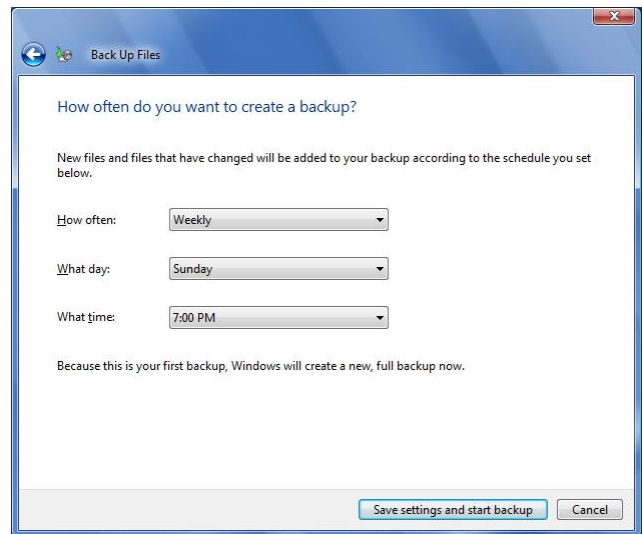 Back Up Files
How often do you want to create a backup?
New files and files that have changed will be added to your backup according to the schedule you set
below.
How often: Weekly
What day: Sunday
What time: 7:00 PM
Because this is your first backup, Windows will create a new, full backup now.
Save settings and start backup Cancel